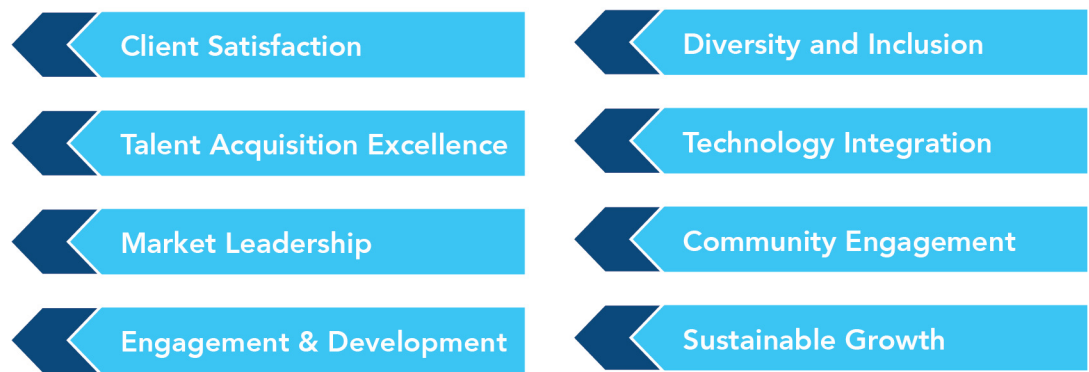 Client Satisfaction
Talent Acquisition Excellence
Market Leadership
Engagement & Development
Diversity and Inclusion
Technology Integration
Community Engagement
Sustainable Growth